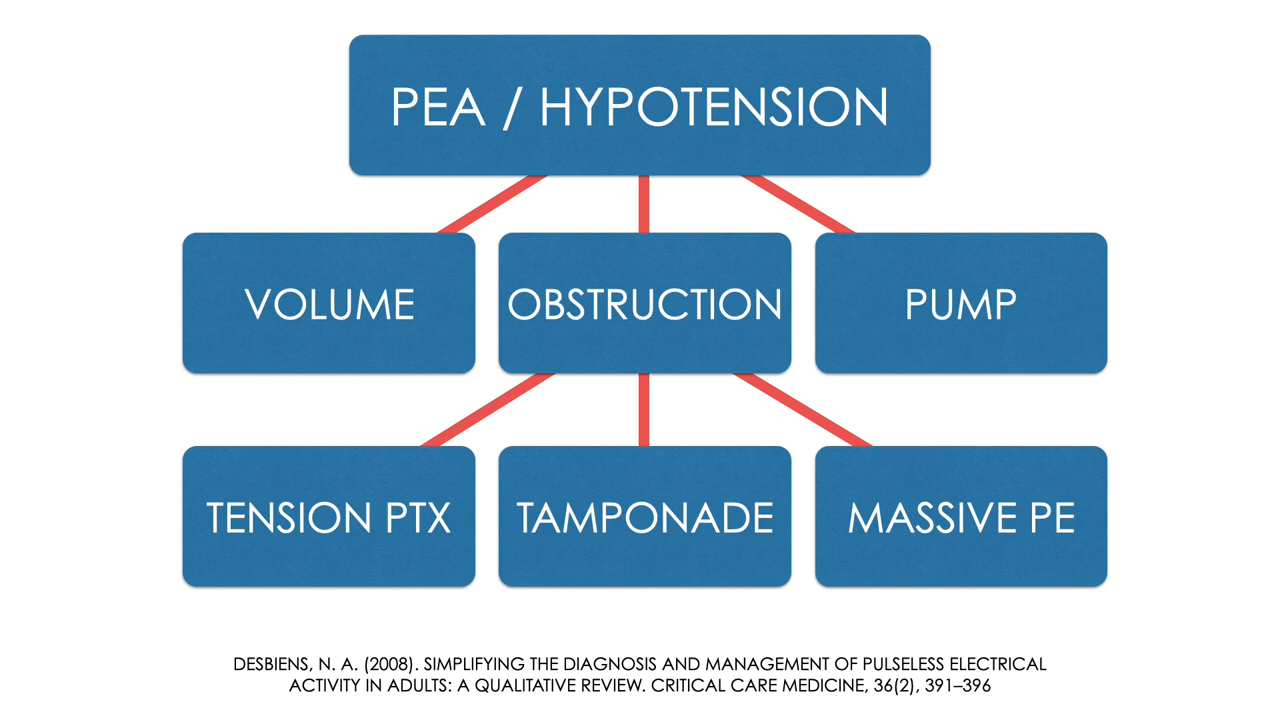 PEA / HYPOTENSION
VOLUME
OBSTRUCTION
PUMP
TENSION PTX
TAMPONADE
MASSIVE PE
DESBIENS, N. A. (2008). SIMPLIFYING THE DIAGNOSIS AND MANAGEMENT OF PULSELESS ELECTRICAL
ACTIVITY IN ADULTS: A QUALITATIVE REVIEW. CRITICAL CARE MEDICINE, 36(2), 391–396